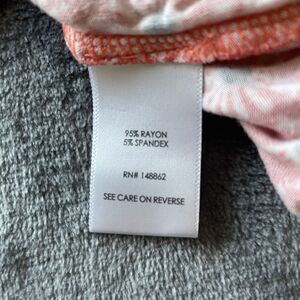 95% RAYON
5% SPANDEX
RN# 148862
SEE CARE ON REVERSE